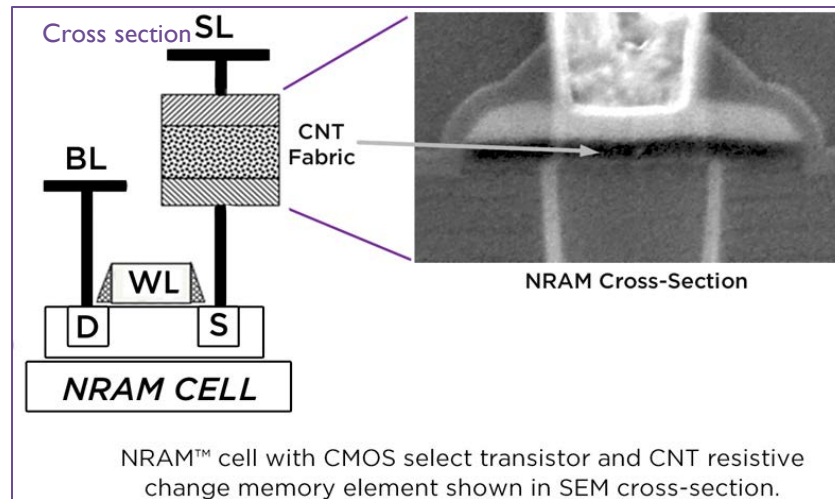 Cross section
SL
CNT
Fabric
BL
WL
D
S
NRAM CELL
NRAM Cross-Section
NRAM™ cell with CMOS select transistor and CNT resistive
change memory element shown in SEM cross-section.